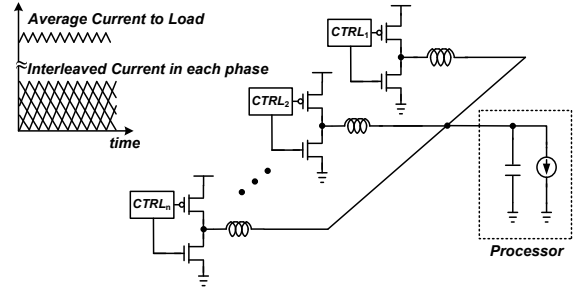 Average Current to Load
Interleaved Current in each phase
time
CTRL₁
CTRL₂
CTRLₙ
Processor